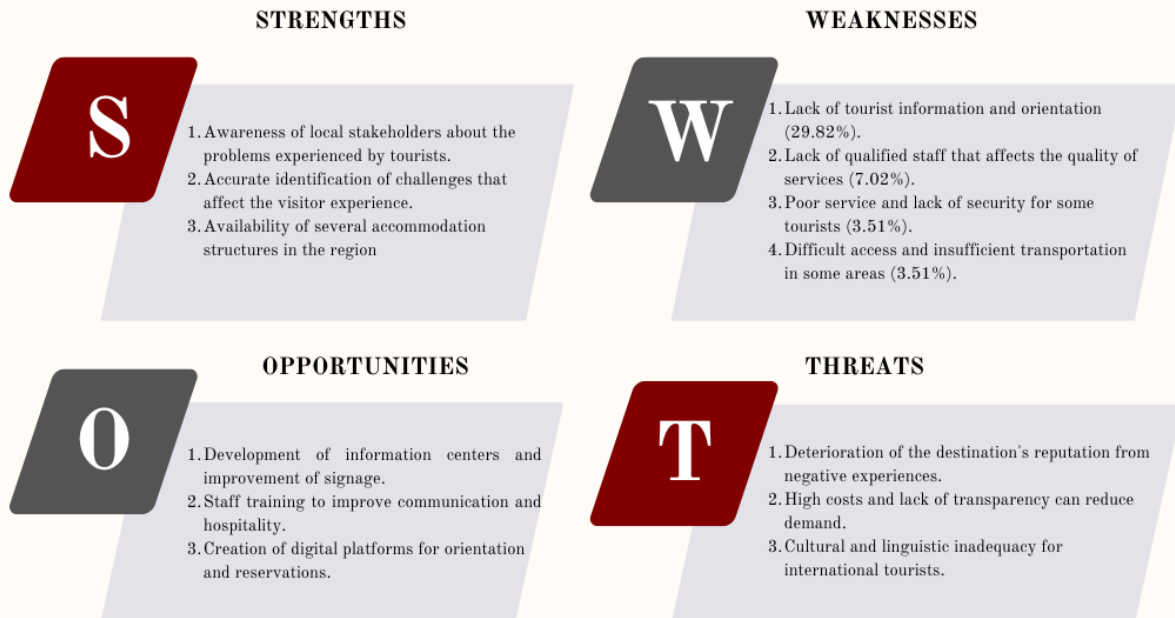 STRENGTHS
S
1. Awareness of local stakeholders about the
problems experienced by tourists.
2. Accurate identification of challenges that
affect the visitor experience.
3. Availability of several accommodation
structures in the region
WEAKNESSES
W
1. Lack of tourist information and orientation
(29.82%).
2. Lack of qualified staff that affects the quality of
services (7.02%).
3. Poor service and lack of security for some
tourists (3.51%).
4. Difficult access and insufficient transportation
in some areas (3.51%).
OPPORTUNITIES
O
1. Development of information centers and
improvement of signage.
2. Staff training to improve communication and
hospitality.
3. Creation of digital platforms for orientation
and reservations.
THREATS
T
1. Deterioration of the destination's reputation from
negative experiences.
2. High costs and lack of transparency can reduce
demand.
3. Cultural and linguistic inadequacy for
international tourists.